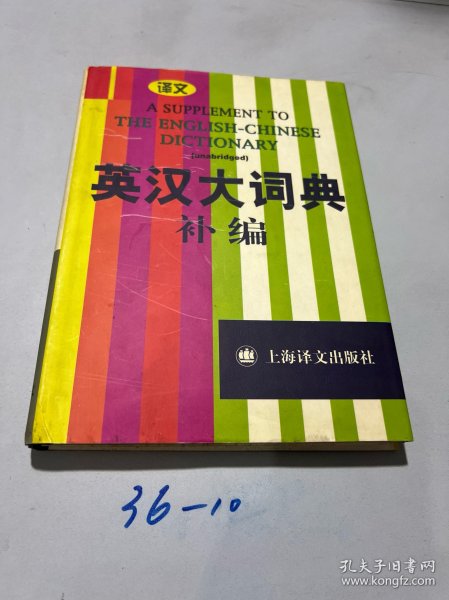 译文
A SUPPLEMENT TO
THE ENGLISH-CHINESE
DICTIONARY
(unabridged)
英汉大词典
补编
上海译文出版社
36-10
孔夫子旧书网
www.kongfz.com